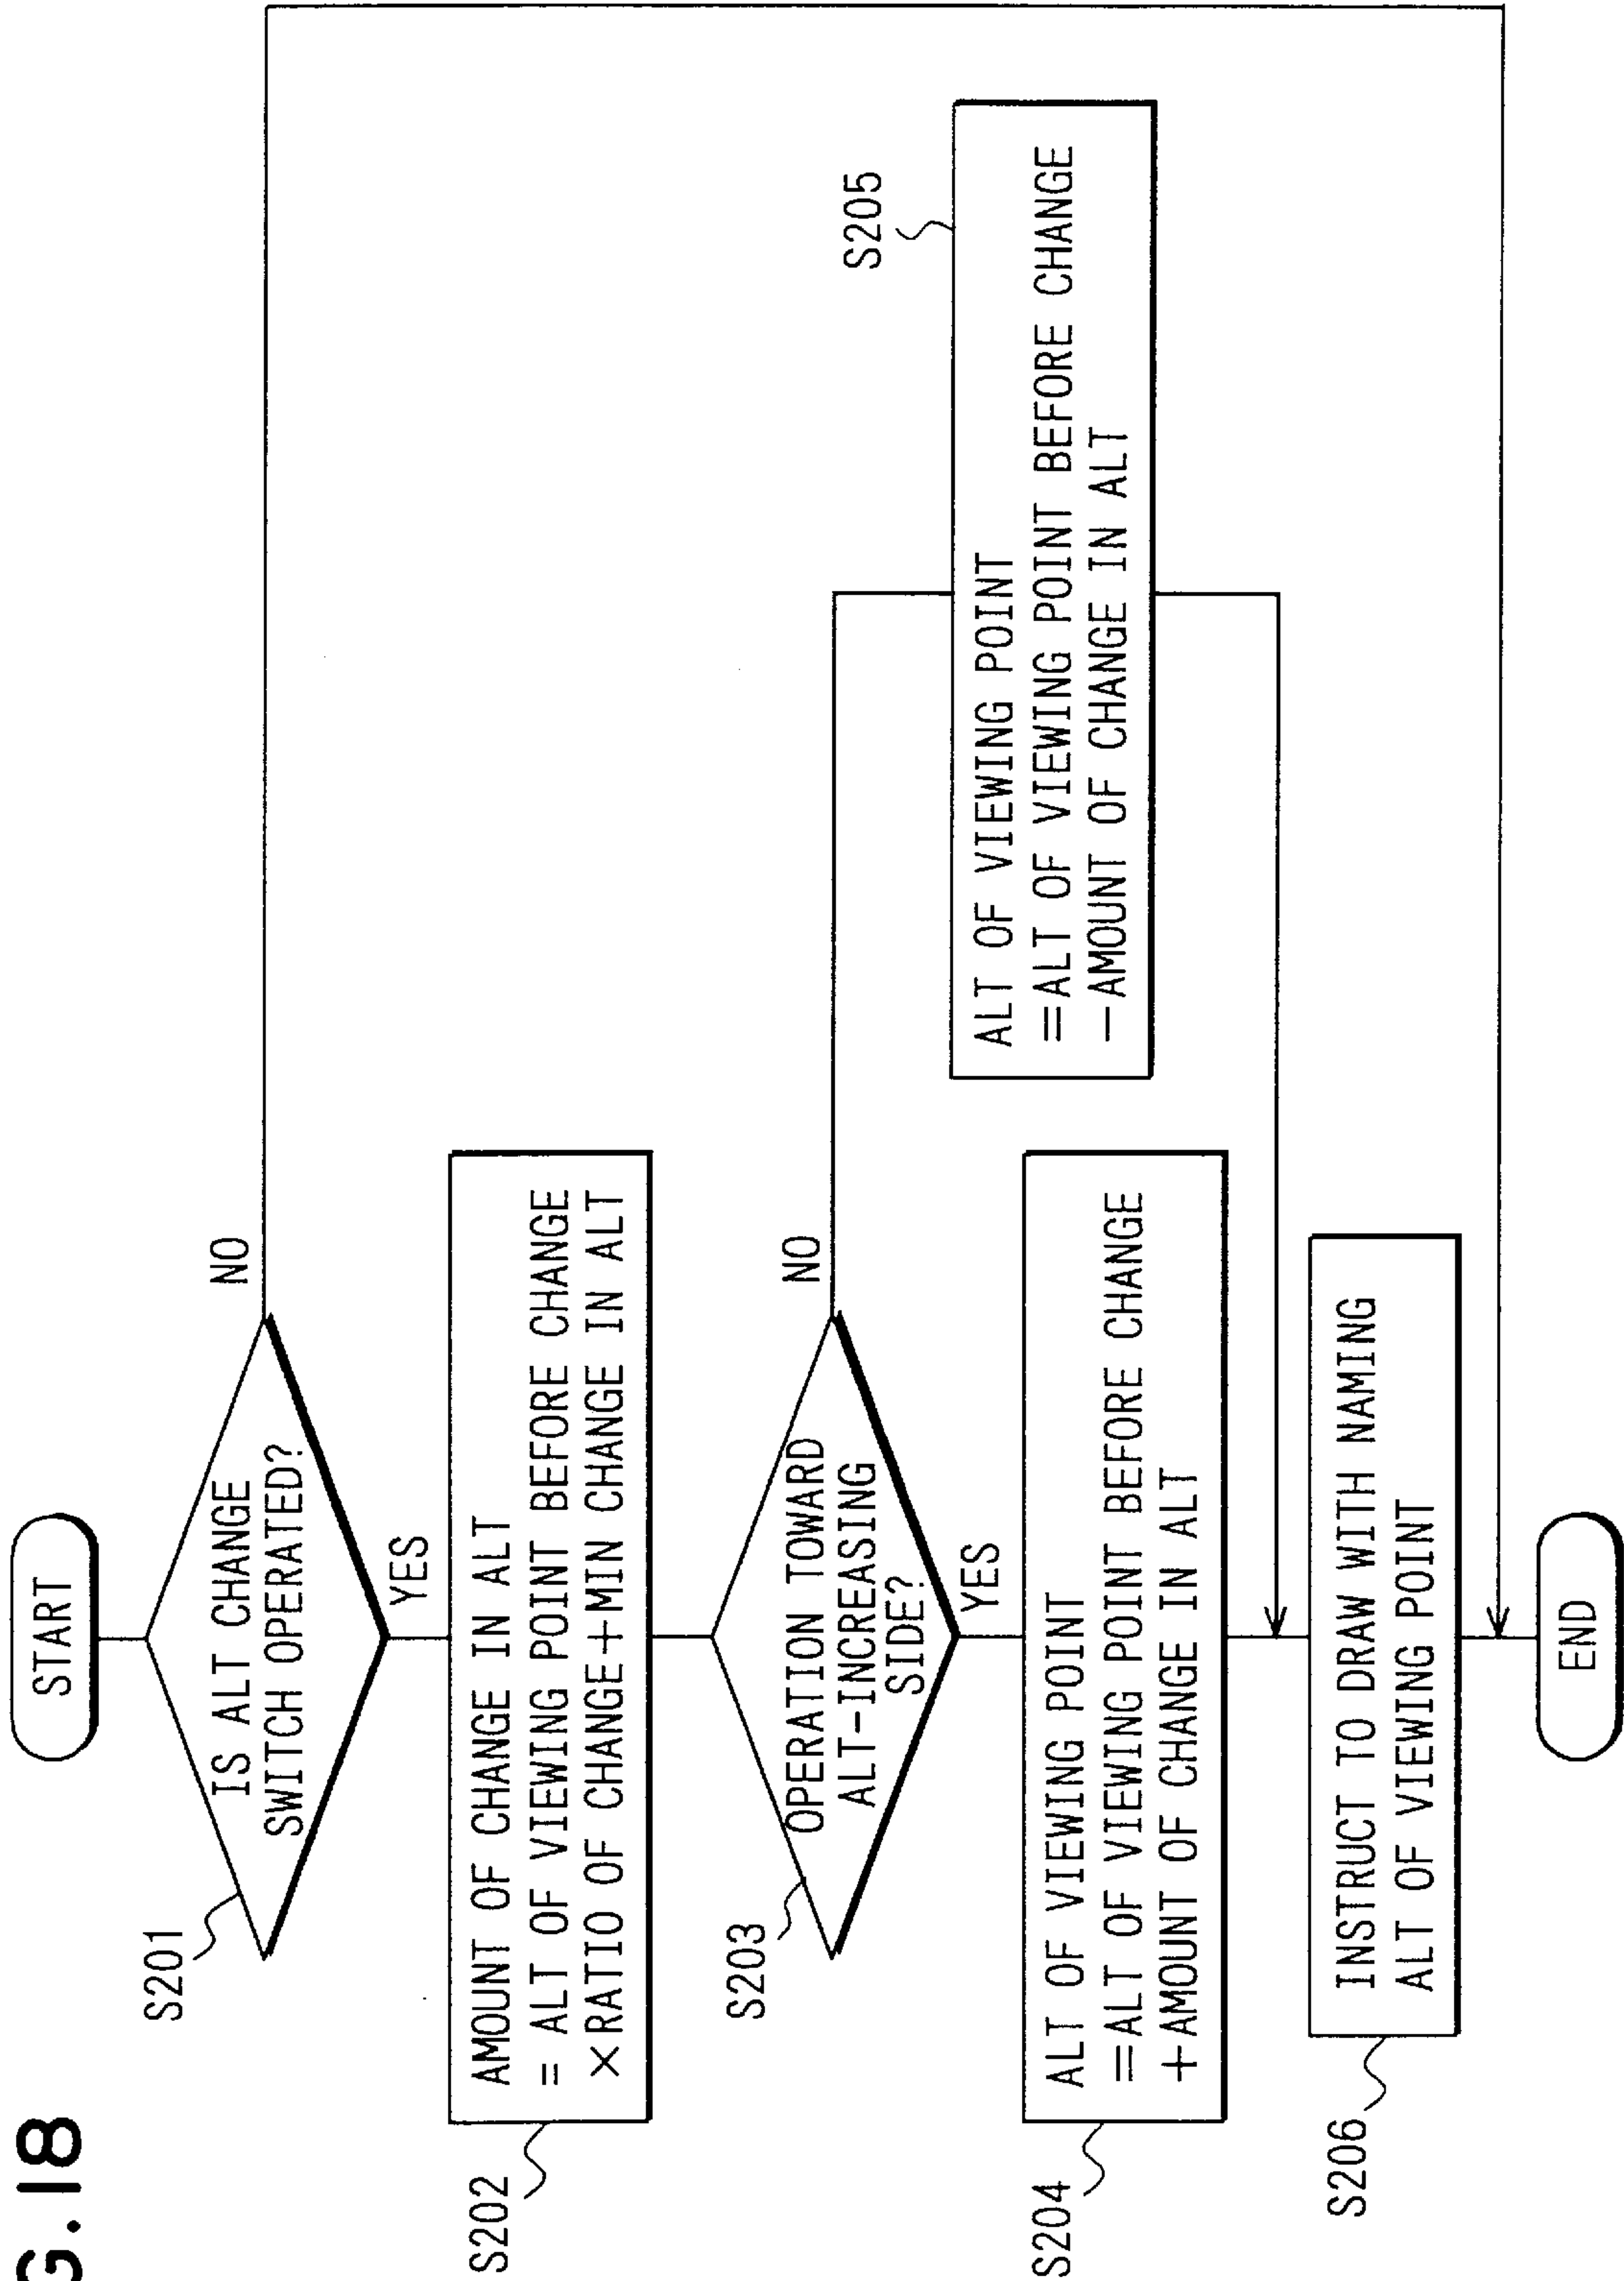 G.18
START
S201
IS ALT CHANGE
SWITCH OPERATED?
NO
YES
S202
AMOUNT OF CHANGE IN ALT
= ALT OF VIEWING POINT BEFORE CHANGE
×RATIO OF CHANGE+MIN CHANGE IN ALT
S203
OPERATION TOWARD
ALT-INCREASING
SIDE?
NO
YES
S204
ALT OF VIEWING POINT
=ALT OF VIEWING POINT BEFORE CHANGE
+AMOUNT OF CHANGE IN ALT
S205
ALT OF VIEWING POINT
=ALT OF VIEWING POINT BEFORE CHANGE
-AMOUNT OF CHANGE IN ALT
S206
INSTRUCT TO DRAW WITH NAMING
ALT OF VIEWING POINT
END